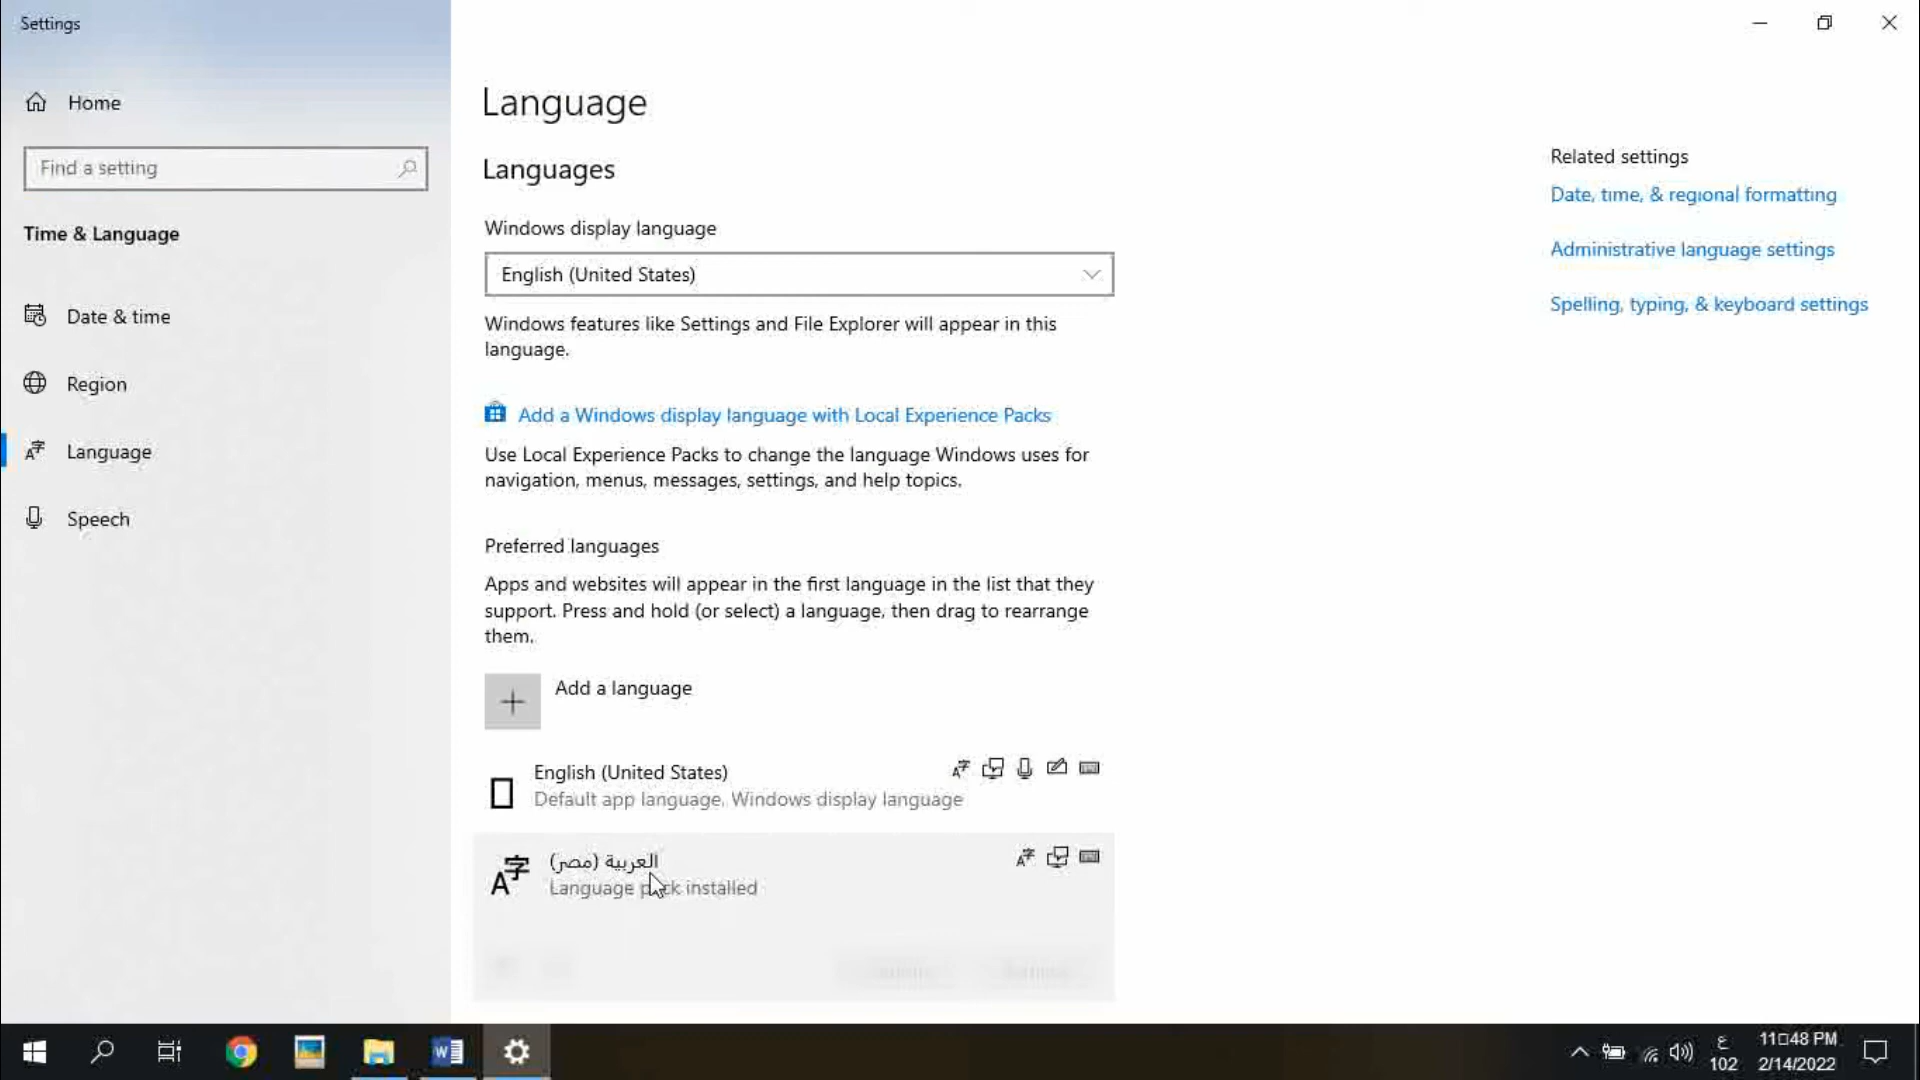 Settings
Home
Find a setting
Time & Language
Date & time
Region
Language
Speech
Language
Languages
Windows display language
English (United States)
Windows features like Settings and File Explorer will appear in this
language.
Add a Windows display language with Local Experience Packs
Use Local Experience Packs to change the language Windows uses for
navigation, menus, messages, settings, and help topics.
Preferred languages
Apps and websites will appear in the first language in the list that they
support. Press and hold (or select) a language, then drag to rearrange
them.
Add a language
English (United States)
Default app language, Windows display language
العربية (مصر)
Language pack installed
Related settings
Date, time, & regional formatting
Administrative language settings
Spelling, typing, & keyboard settings
ع
102
11□48 PM
2/14/2022